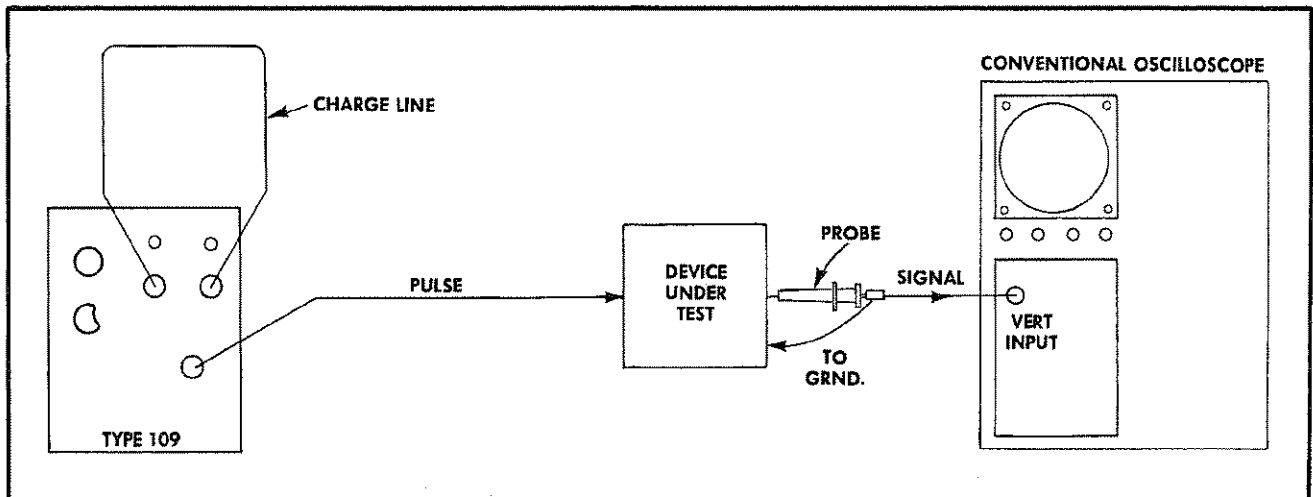 CONVENTIONAL OSCILLOSCOPE
CHARGE LINE
PROBE
DEVICE
UNDER
TEST
PULSE
SIGNAL
VERT
INPUT
TO
GRND.
TYPE 109